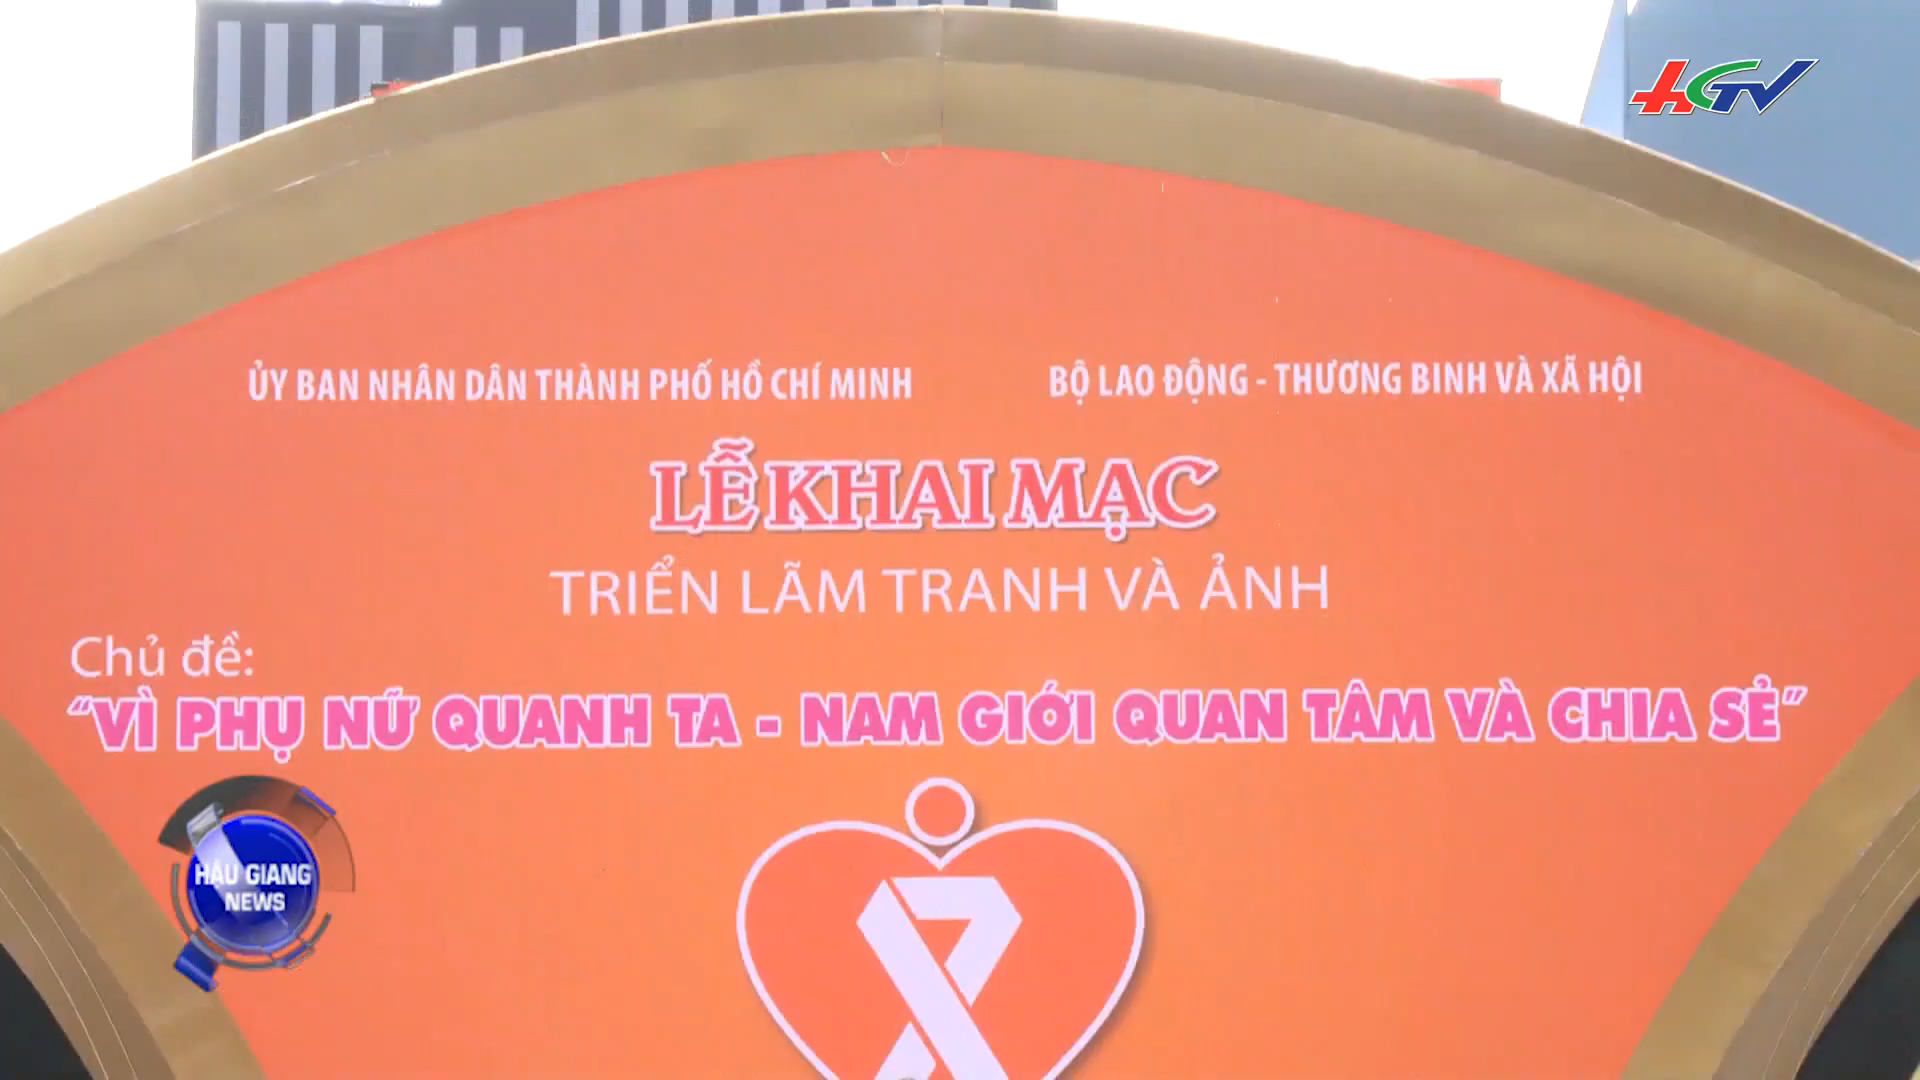 HGTV
ỦY BAN NHÂN DÂN THÀNH PHỐ HỒ CHÍ MINH
BỘ LAO ĐỘNG - THƯƠNG BINH VÀ XÃ HỘI
LỄ KHAI MẠC
TRIỂN LÃM TRANH VÀ ẢNH
Chủ đề:
“VÌ PHỤ NỮ QUANH TA - NAM GIỚI QUAN TÂM VÀ CHIA SẺ”
HẬU GIANG
NEWS